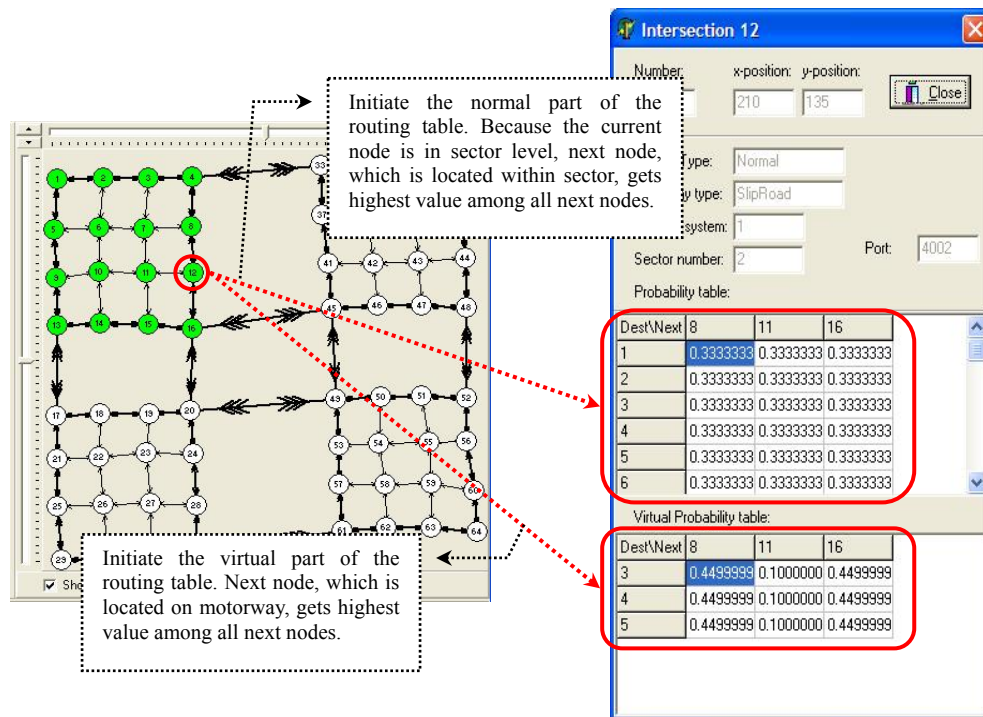 Intersection 12
Number:
x-position:
y-position:
210
135
Close
Type:
Normal
y type:
SlipRoad
system:
1
Port:
4002
Sector number:
2
Probability table:
Dest\Next 8 11 16
1 0.3333333 0.3333333 0.3333333
2 0.3333333 0.3333333 0.3333333
3 0.3333333 0.3333333 0.3333333
4 0.3333333 0.3333333 0.3333333
5 0.3333333 0.3333333 0.3333333
6 0.3333333 0.3333333 0.3333333
Virtual Probability table:
Dest\Next 8 11 16
3 0.4499999 0.1000000 0.4499999
4 0.4499999 0.1000000 0.4499999
5 0.4499999 0.1000000 0.4499999
Initiate the normal part of the
routing table. Because the current
node is in sector level, next node,
which is located within sector, gets
highest value among all next nodes.
1 2 3 4 33
5 6 7 8 37
9 10 11 12 41 42 43 44
13 14 15 16 45 46 47 48
17 18 19 20 49 50 51 52
21 22 23 24 53 54 55 56
25 26 27 28 57 58 59 60
29 61 62 63 64
Initiate the virtual part of the
routing table. Next node, which is
located on motorway, gets highest
value among all next nodes.
She